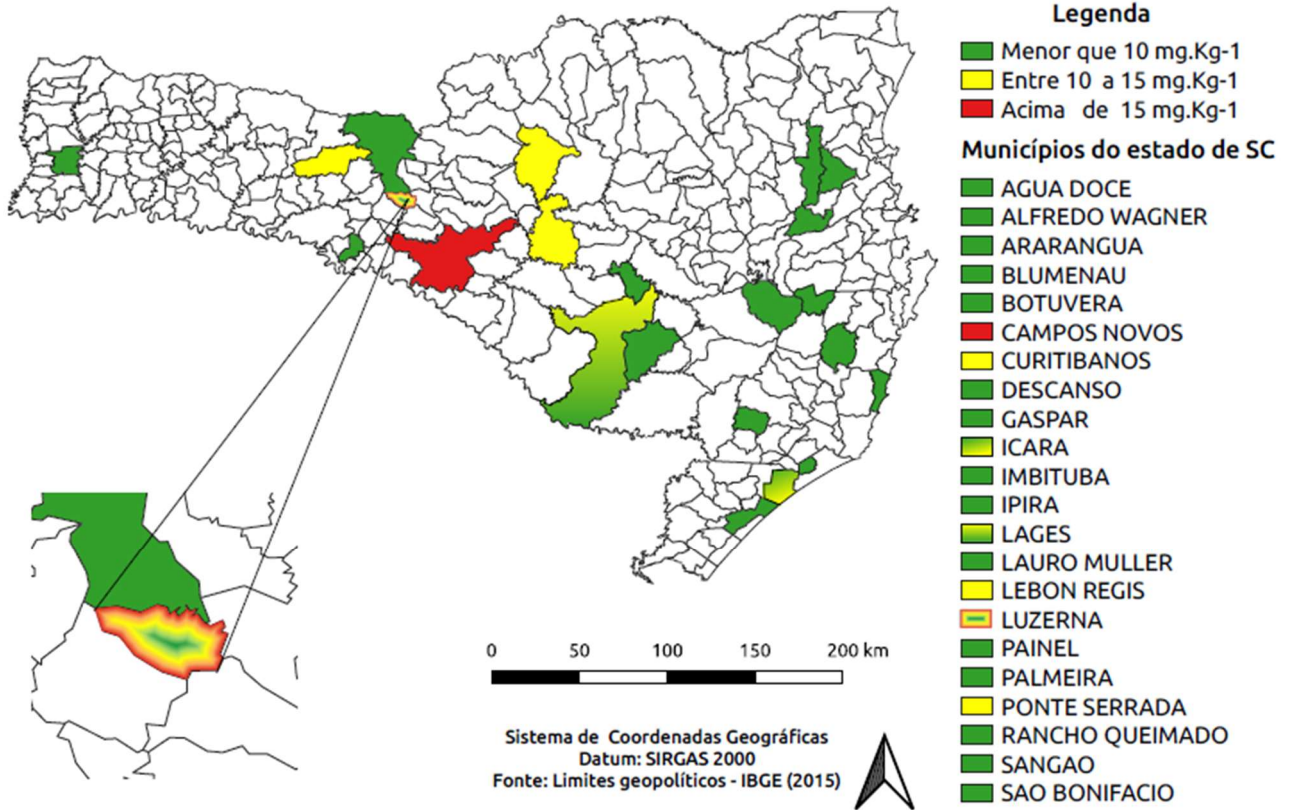 Legenda
Menor que 10 mg.Kg-1
Entre 10 a 15 mg.Kg-1
Acima de 15 mg.Kg-1
Municípios do estado de SC
AGUA DOCE
ALFREDO WAGNER
ARARANGUA
BLUMENAU
BOTUVERA
CAMPOS NOVOS
CURITIBANOS
DESCANSO
GASPAR
ICARA
IMBITUBA
IPIRA
LAGES
LAURO MULLER
LEBON REGIS
LUZERNA
PAINEL
PALMEIRA
PONTE SERRADA
RANCHO QUEIMADO
SANGAO
SAO BONIFACIO
0 50 100 150 200 km
Sistema de Coordenadas Geográficas
Datum: SIRGAS 2000
Fonte: Limites geopolíticos - IBGE (2015)